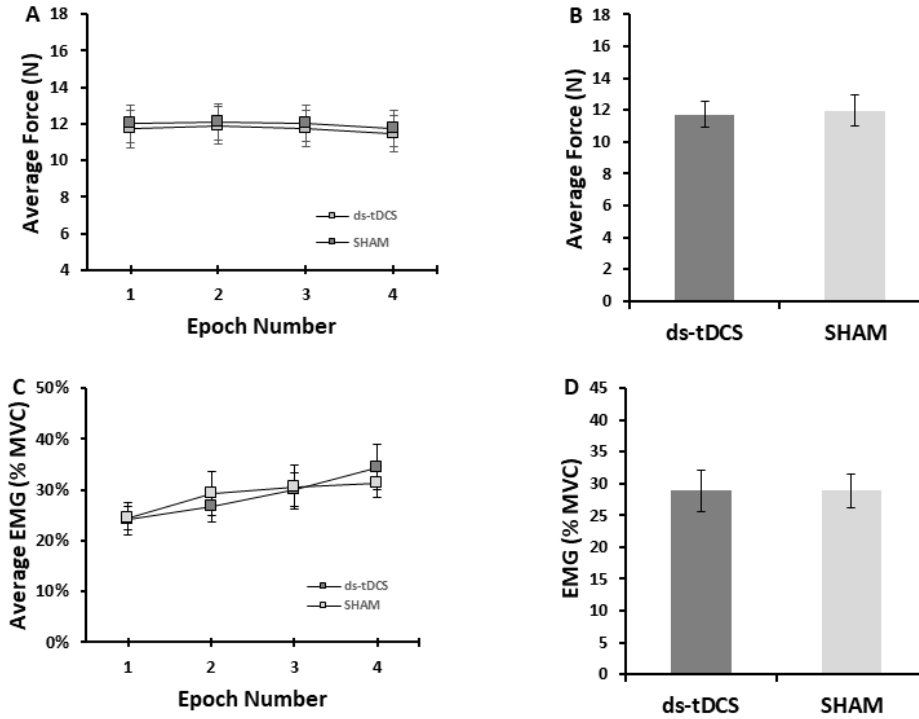 A
18
16
14
12
10
8
6
4
Average Force (N)
ds-tDCS
SHAM
1 2 3 4
Epoch Number
B
18
16
14
12
10
8
6
4
2
0
Average Force (N)
ds-tDCS SHAM
C
50%
40%
30%
20%
10%
0%
Average EMG (% MVC)
ds-tDCS
SHAM
1 2 3 4
Epoch Number
D
45
40
35
30
25
20
15
10
5
0
EMG (% MVC)
ds-tDCS SHAM